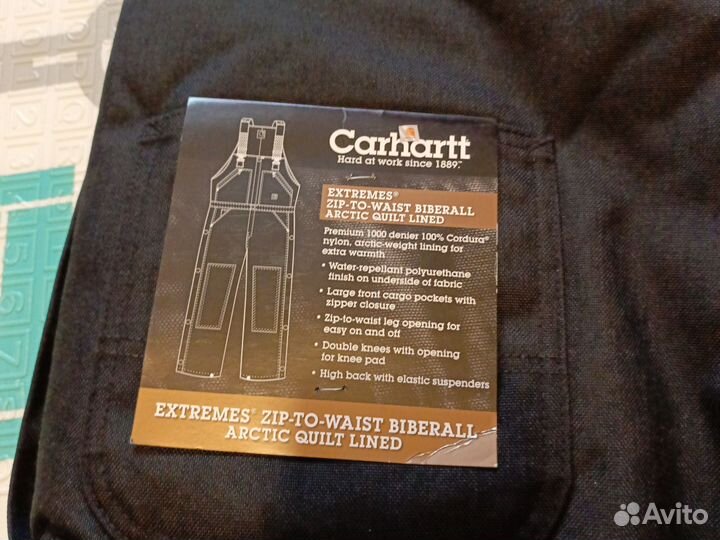 Carhartt
Hard at work since 1889.™
EXTREMES®
ZIP-TO-WAIST BIBERALL
ARCTIC QUILT LINED
Premium 1000 denier 100% Cordura®
nylon, arctic-weight lining for
extra warmth
• Water-repellant polyurethane
finish on underside of fabric
• Large front cargo pockets with
zipper closure
• Zip-to-waist leg opening for
easy on and off
• Double knees with opening
for knee pad
• High back with elastic suspenders
EXTREMES® ZIP-TO-WAIST BIBERALL
ARCTIC QUILT LINED
Avito